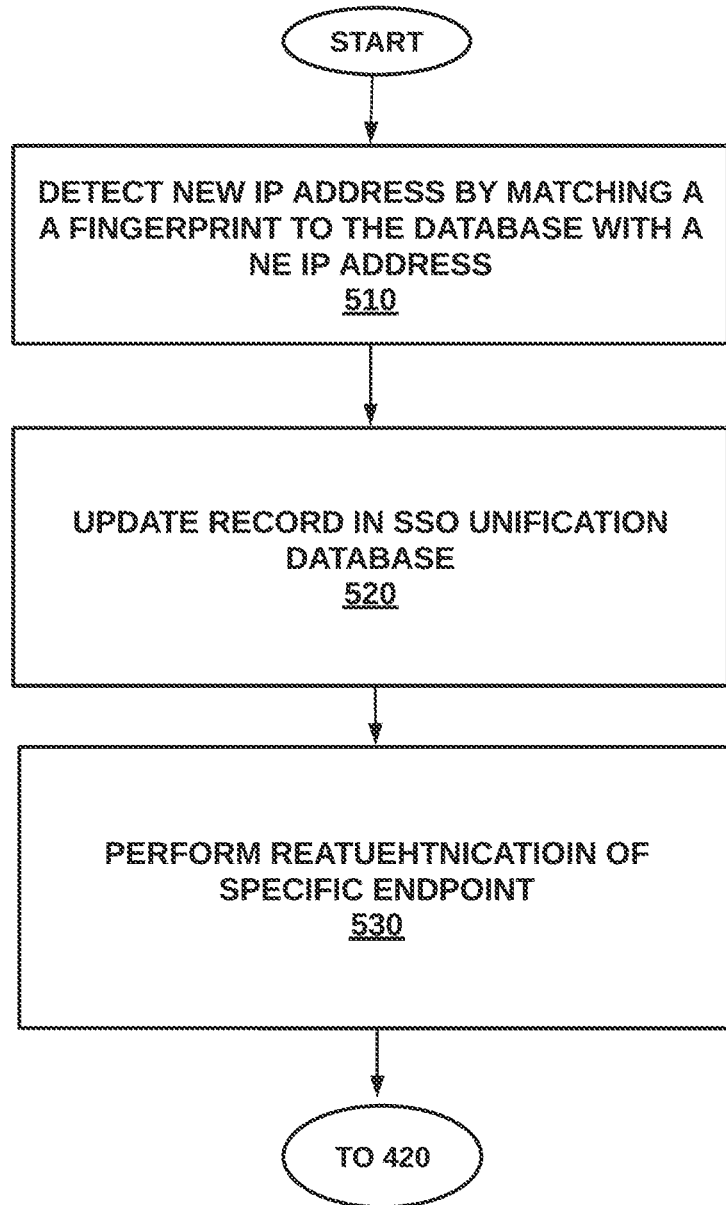 START
DETECT NEW IP ADDRESS BY MATCHING A
A FINGERPRINT TO THE DATABASE WITH A
NE IP ADDRESS
510
UPDATE RECORD IN SSO UNIFICATION
DATABASE
520
PERFORM REATUEHTNICATIOIN OF
SPECIFIC ENDPOINT
530
TO 420